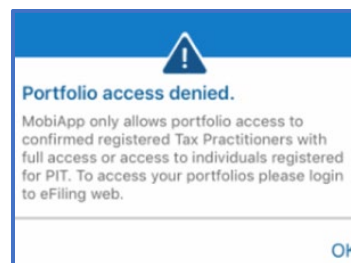 Portfolio access denied.
MobiApp only allows portfolio access to
confirmed registered Tax Practitioners with
full access or access to individuals registered
for PIT. To access your portfolios please login
to eFiling web.
OK